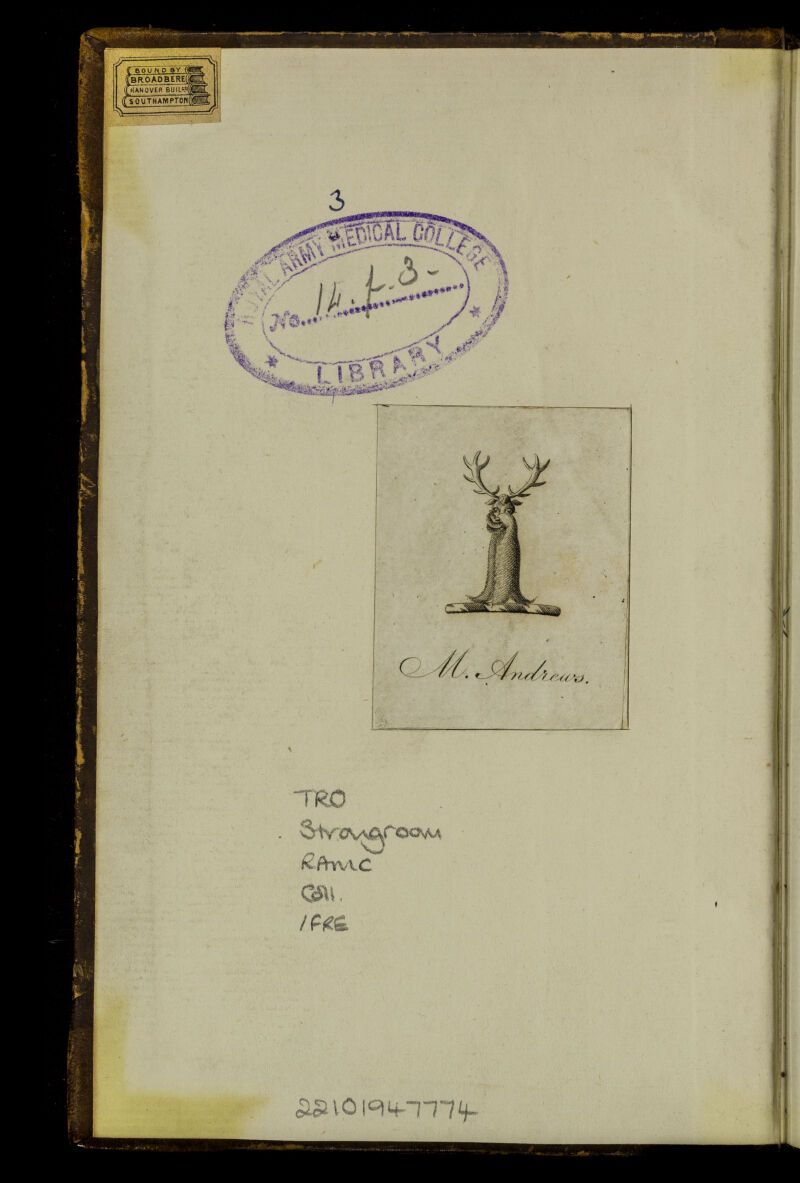 BOUND BY
BROADBERE
HANOVER BUILGS
SOUTHAMPTON
3
ROYAL ARMY MEDICAL COLLEGE
No. 14. f. 3-
LIBRARY
M. Andrews.
TRO
Strongroom
RAMC
Coll.
/FRE
22101947774